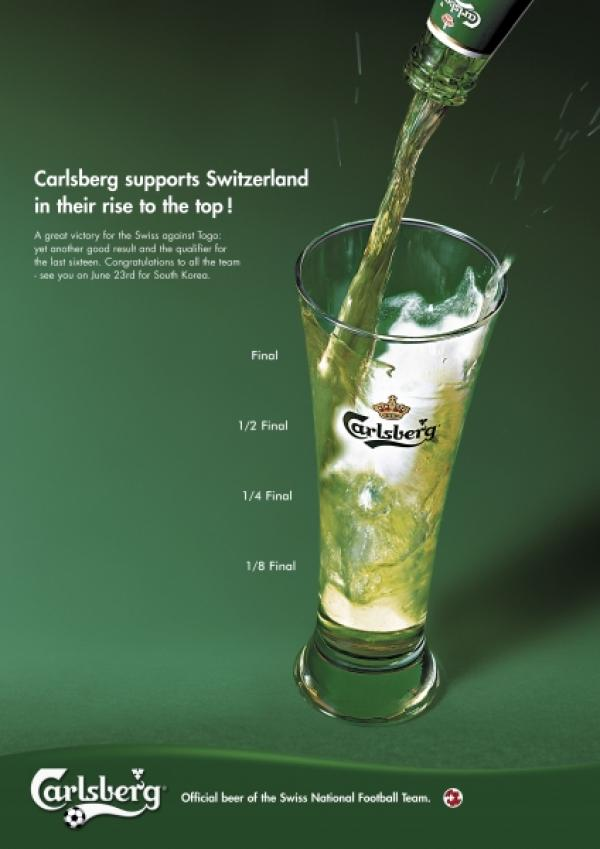 Carlsberg
Carlsberg supports Switzerland
in their rise to the top!
A great victory for the Swiss against Togo:
yet another good result and the qualifier for
the last sixteen. Congratulations to all the team
- see you on June 23rd for South Korea.
Final
1/2 Final
Carlsberg
1/4 Final
1/8 Final
Carlsberg
Official beer of the Swiss National Football Team.